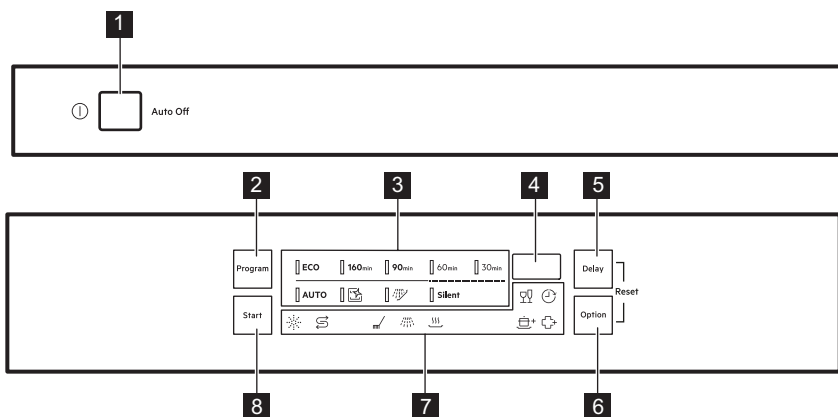 1
Auto Off
2 3 4 5
Program ECO 160min 90min 60min 30min Delay
Reset
AUTO Silent
Start Option
8 7 6